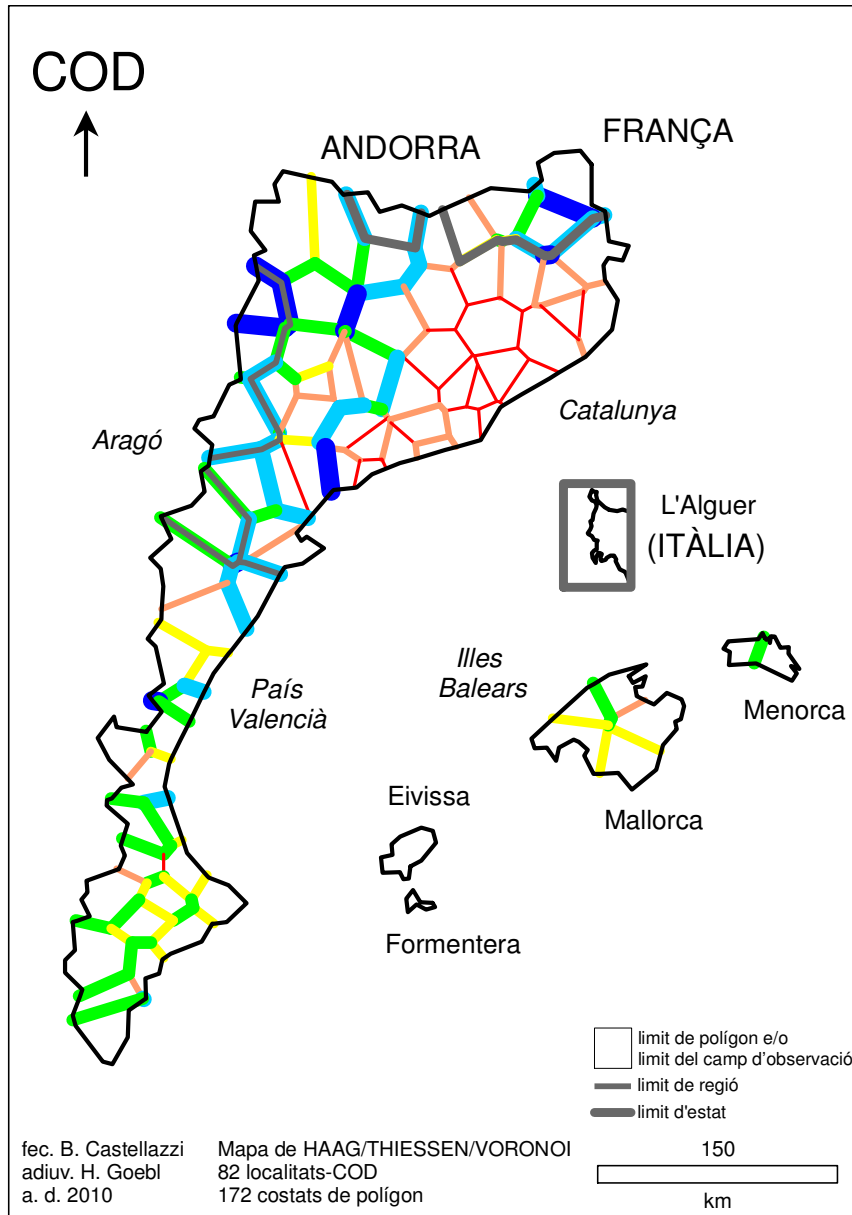 COD
ANDORRA
FRANÇA
Aragó
Catalunya
L'Alguer
(ITÀLIA)
Illes
Balears
País
Valencià
Menorca
Eivissa
Mallorca
Formentera
limit de polígon e/o
limit del camp d'observació
limit de regió
limit d'estat
fec. B. Castellazzi
adiuv. H. Goebl
a. d. 2010
Mapa de HAAG/THIESSEN/VORONOI
82 localitats-COD
172 costats de polígon
150
km